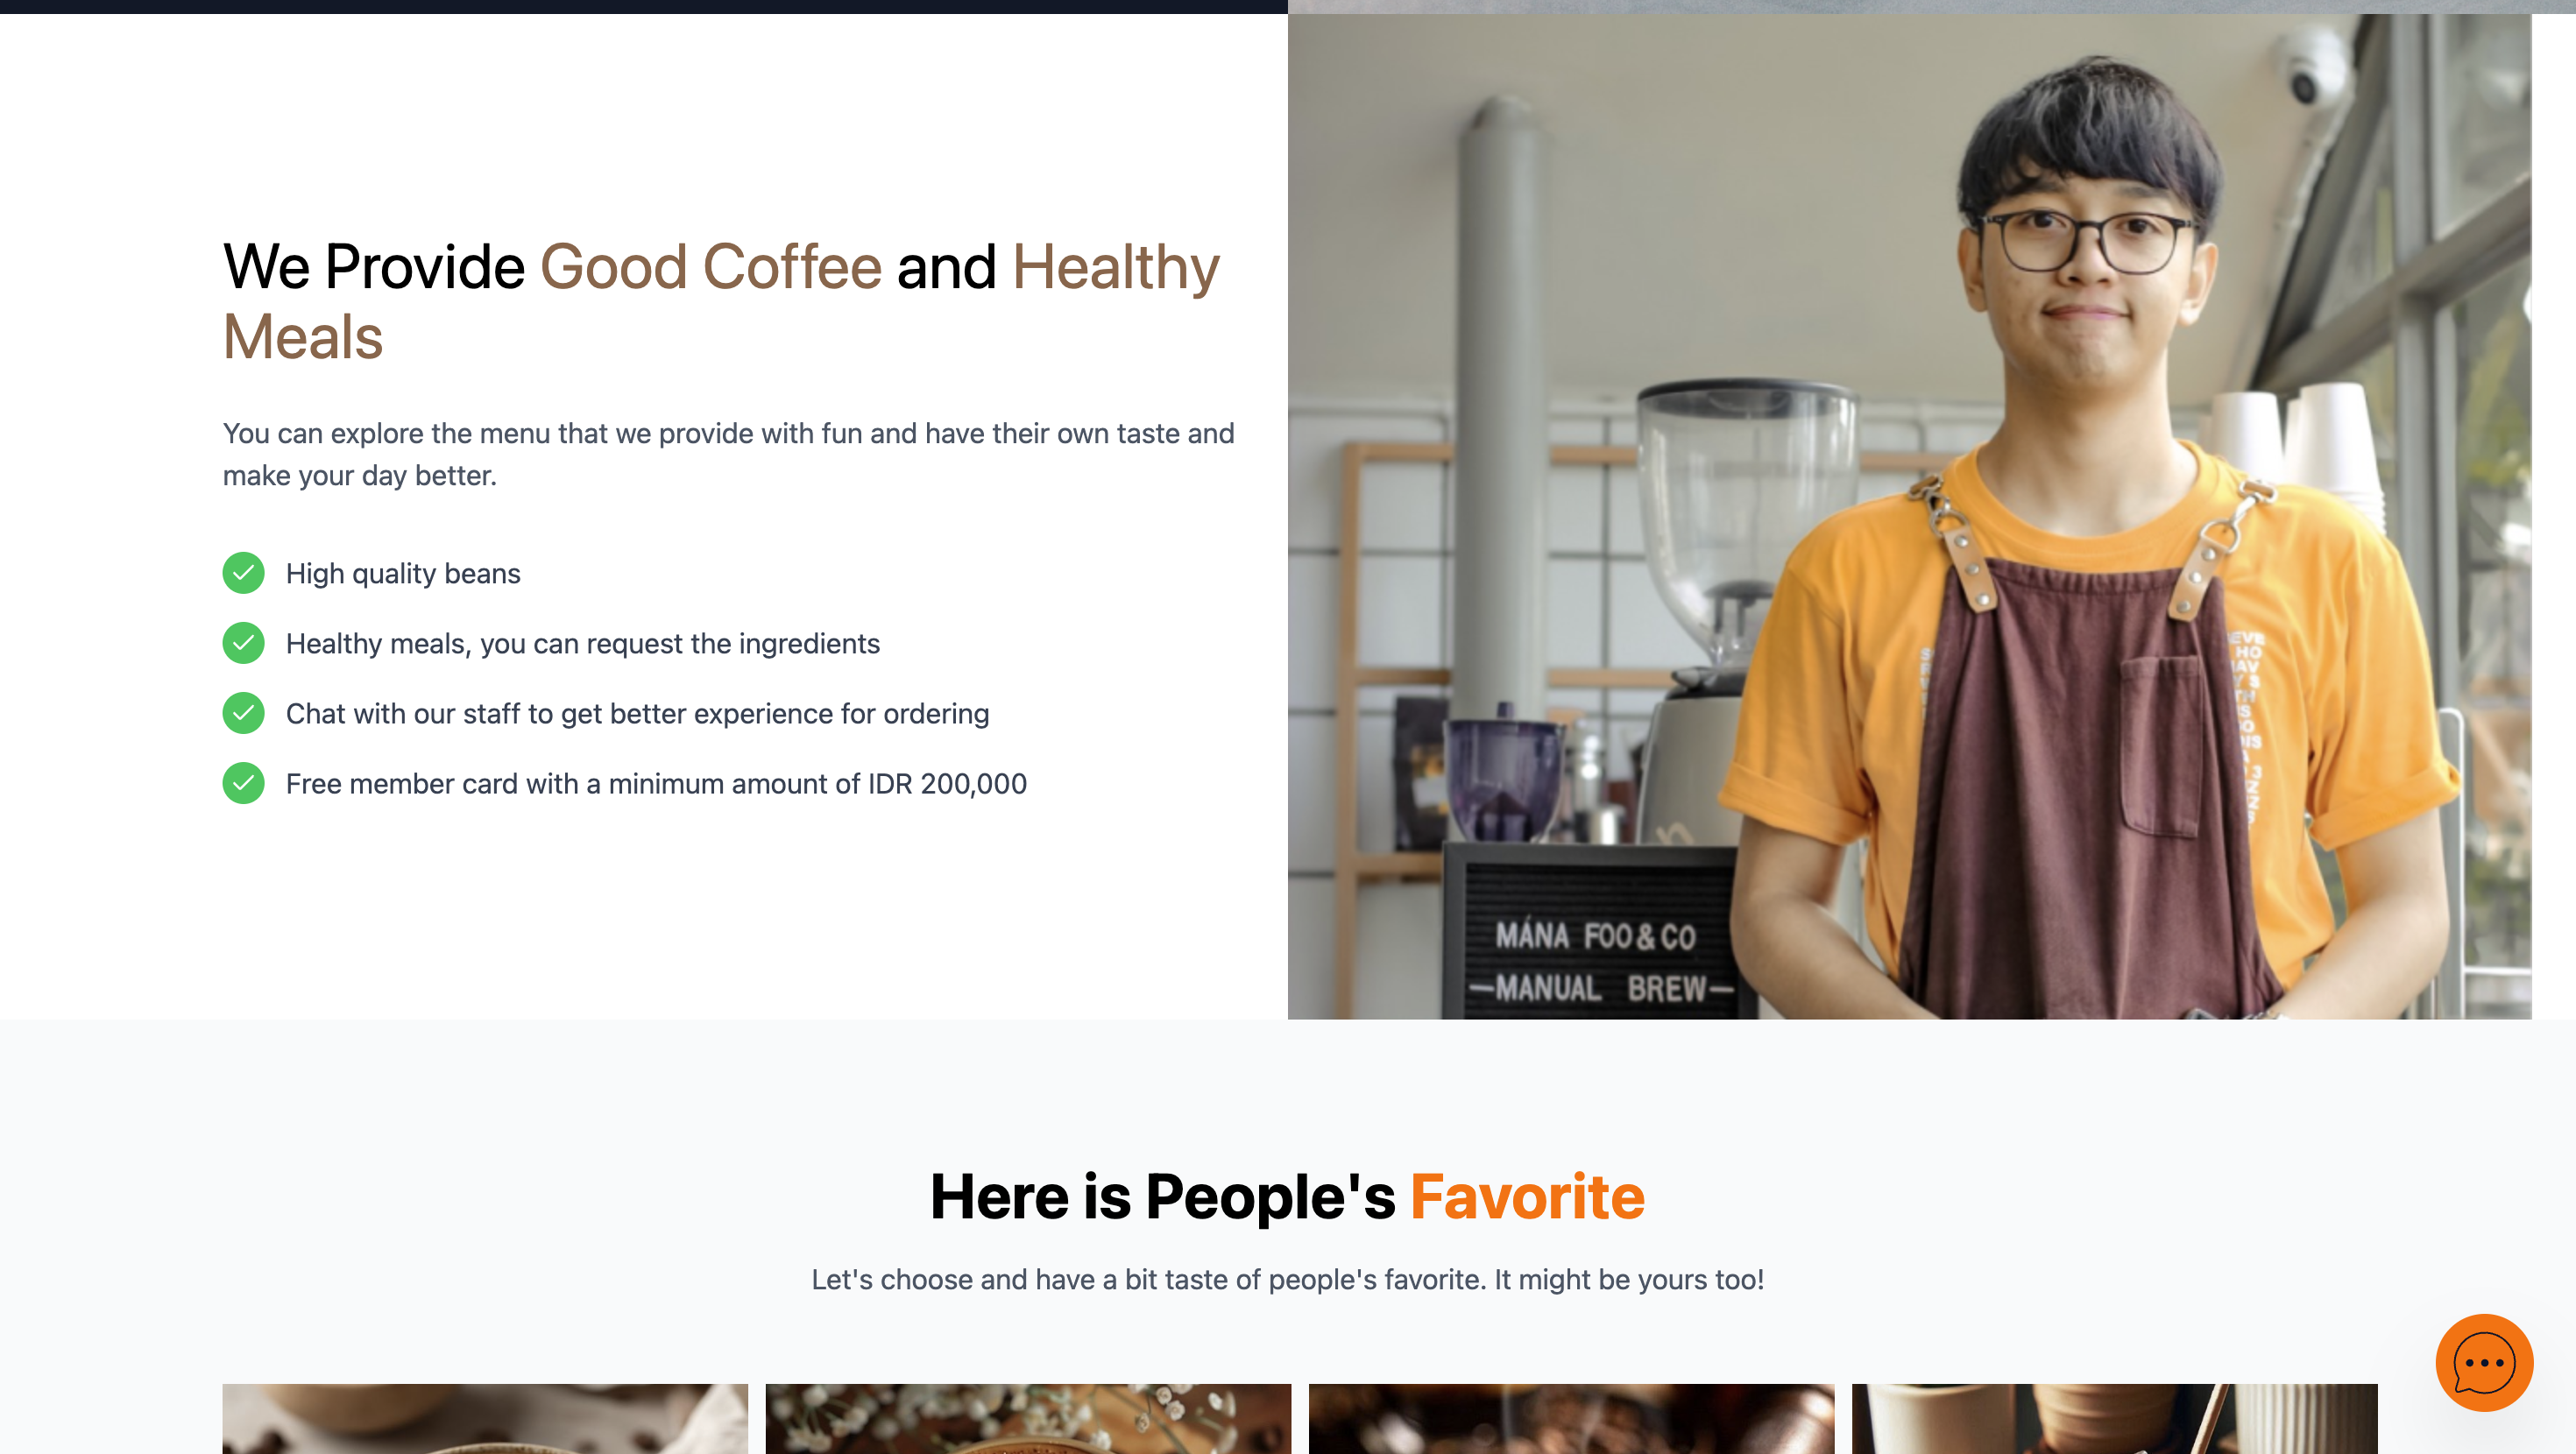 We Provide Good Coffee and Healthy
Meals
You can explore the menu that we provide with fun and have their own taste and
make your day better.
High quality beans
Healthy meals, you can request the ingredients
Chat with our staff to get better experience for ordering
Free member card with a minimum amount of IDR 200,000
MÁNA FOO & CO
—MANUAL BREW—
Here is People's Favorite
Let's choose and have a bit taste of people's favorite. It might be yours too!